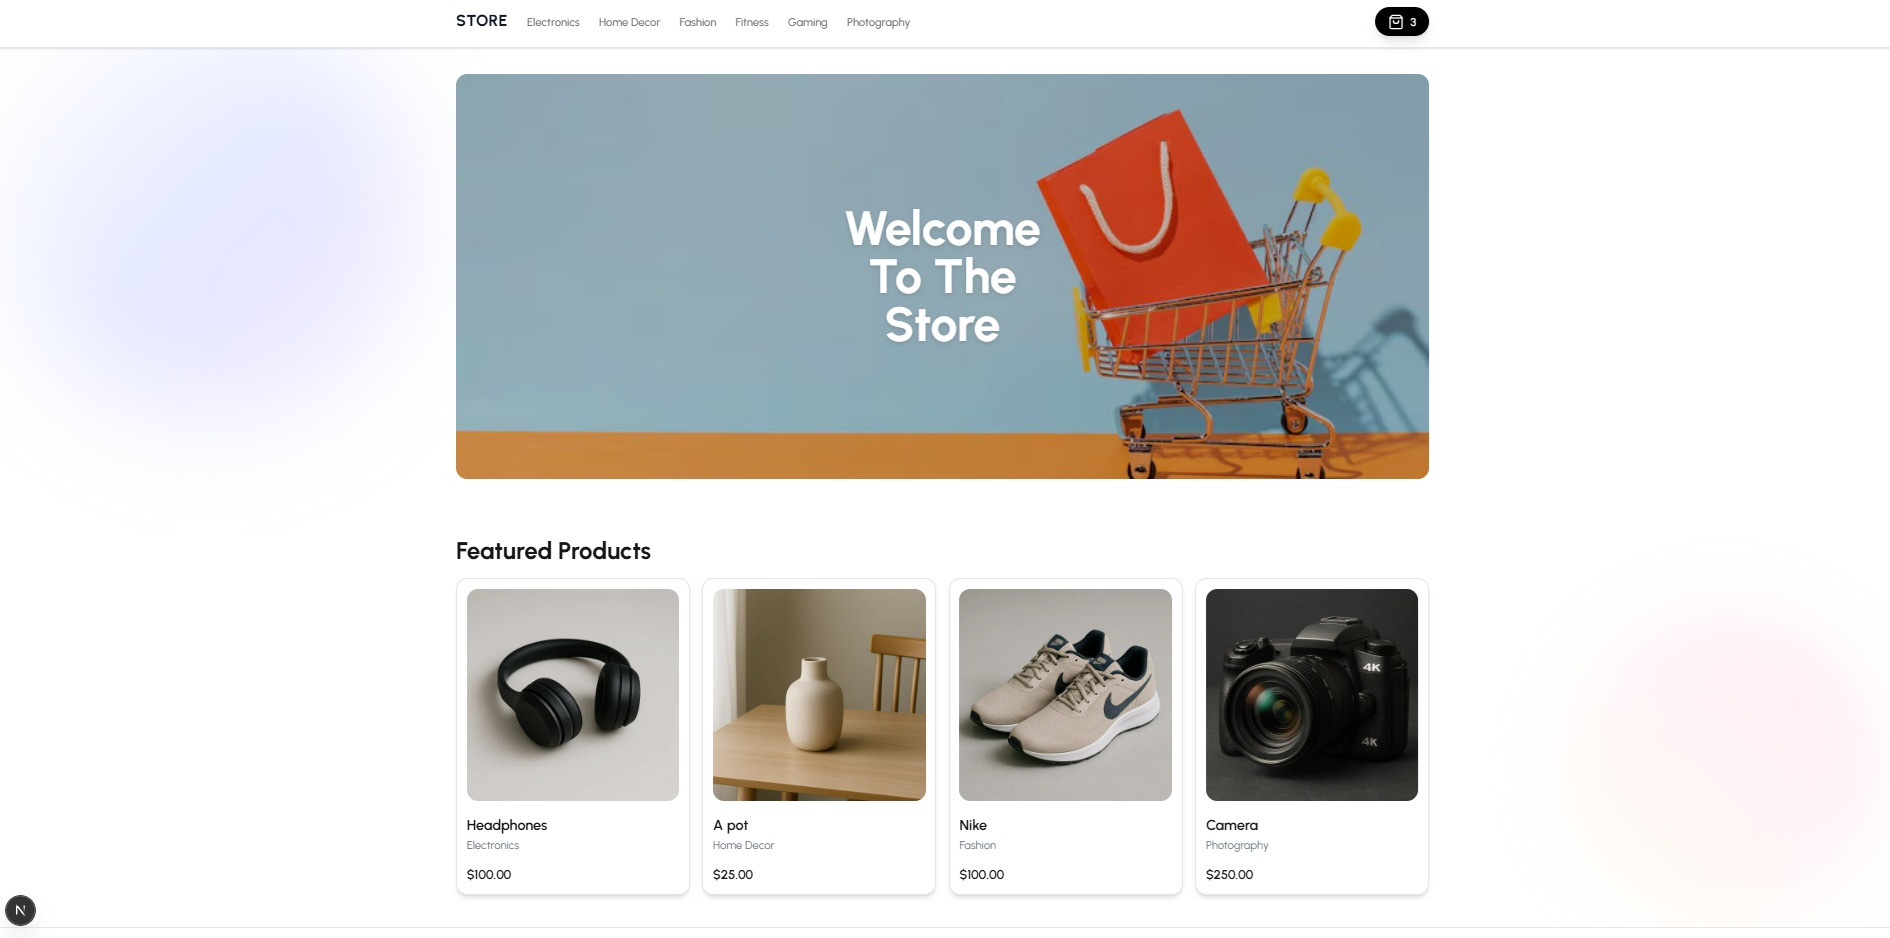 STORE
Electronics
Home Decor
Fashion
Fitness
Gaming
Photography
3
Welcome
To The
Store
Featured Products
4K
4K
Headphones
Electronics
$100.00
A pot
Home Decor
$25.00
Nike
Fashion
$100.00
Camera
Photography
$250.00
N